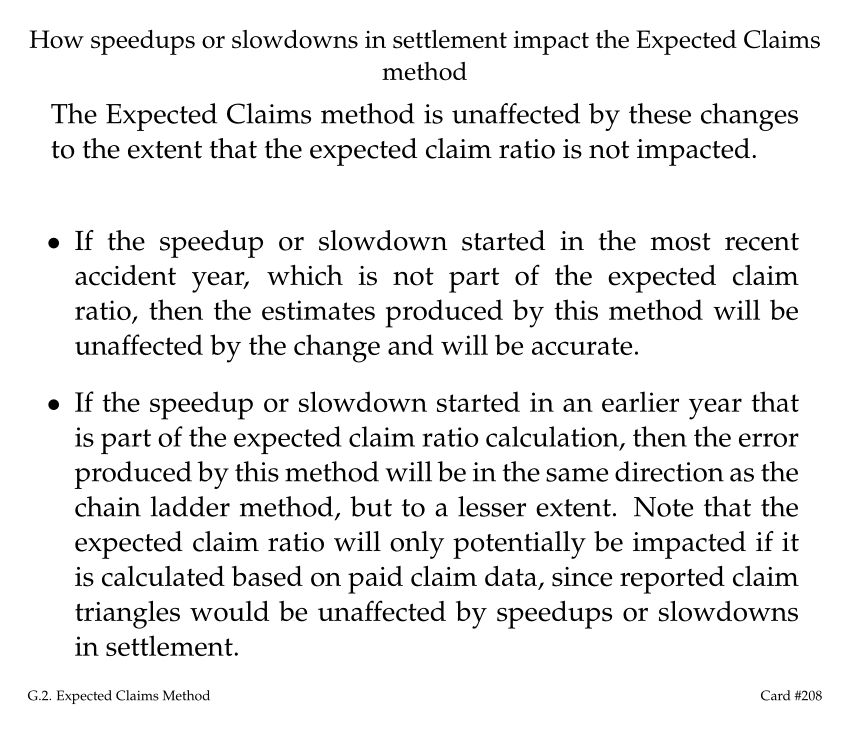 How speedups or slowdowns in settlement impact the Expected Claims
method
The Expected Claims method is unaffected by these changes
to the extent that the expected claim ratio is not impacted.
• If the speedup or slowdown started in the most recent
accident year, which is not part of the expected claim
ratio, then the estimates produced by this method will be
unaffected by the change and will be accurate.
• If the speedup or slowdown started in an earlier year that
is part of the expected claim ratio calculation, then the error
produced by this method will be in the same direction as the
chain ladder method, but to a lesser extent. Note that the
expected claim ratio will only potentially be impacted if it
is calculated based on paid claim data, since reported claim
triangles would be unaffected by speedups or slowdowns
in settlement.
G.2. Expected Claims Method
Card #208